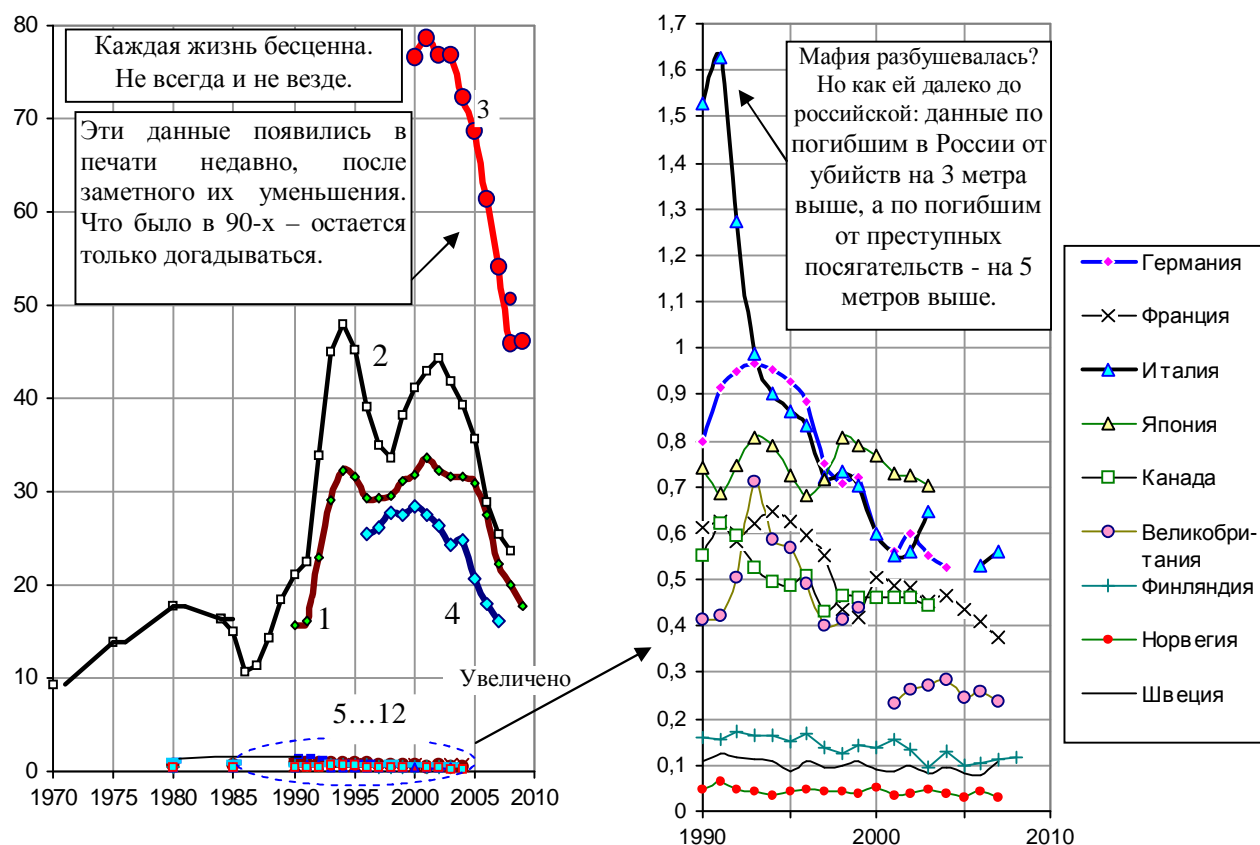 80
70
60
50
40
30
20
10
0
1970 1975 1980 1985 1990 1995 2000 2005 2010
Каждая жизнь бесценна.
Не всегда и не везде.
Эти данные появились в
печати недавно, после
заметного их уменьшения.
Что было в 90-х – остается
только догадываться.
3
2
1
4
5…12
Увеличено
1,7
1,6
1,5
1,4
1,3
1,2
1,1
1
0,9
0,8
0,7
0,6
0,5
0,4
0,3
0,2
0,1
0
1990 2000 2010
Мафия разбушевалась?
Но как ей далеко до
российской: данные по
погибшим в России от
убийств на 3 метра
выше, а по погибшим
от преступных
посягательств - на 5
метров выше.
Германия
Франция
Италия
Япония
Канада
Великобри-
тания
Финляндия
Норвегия
Швеция